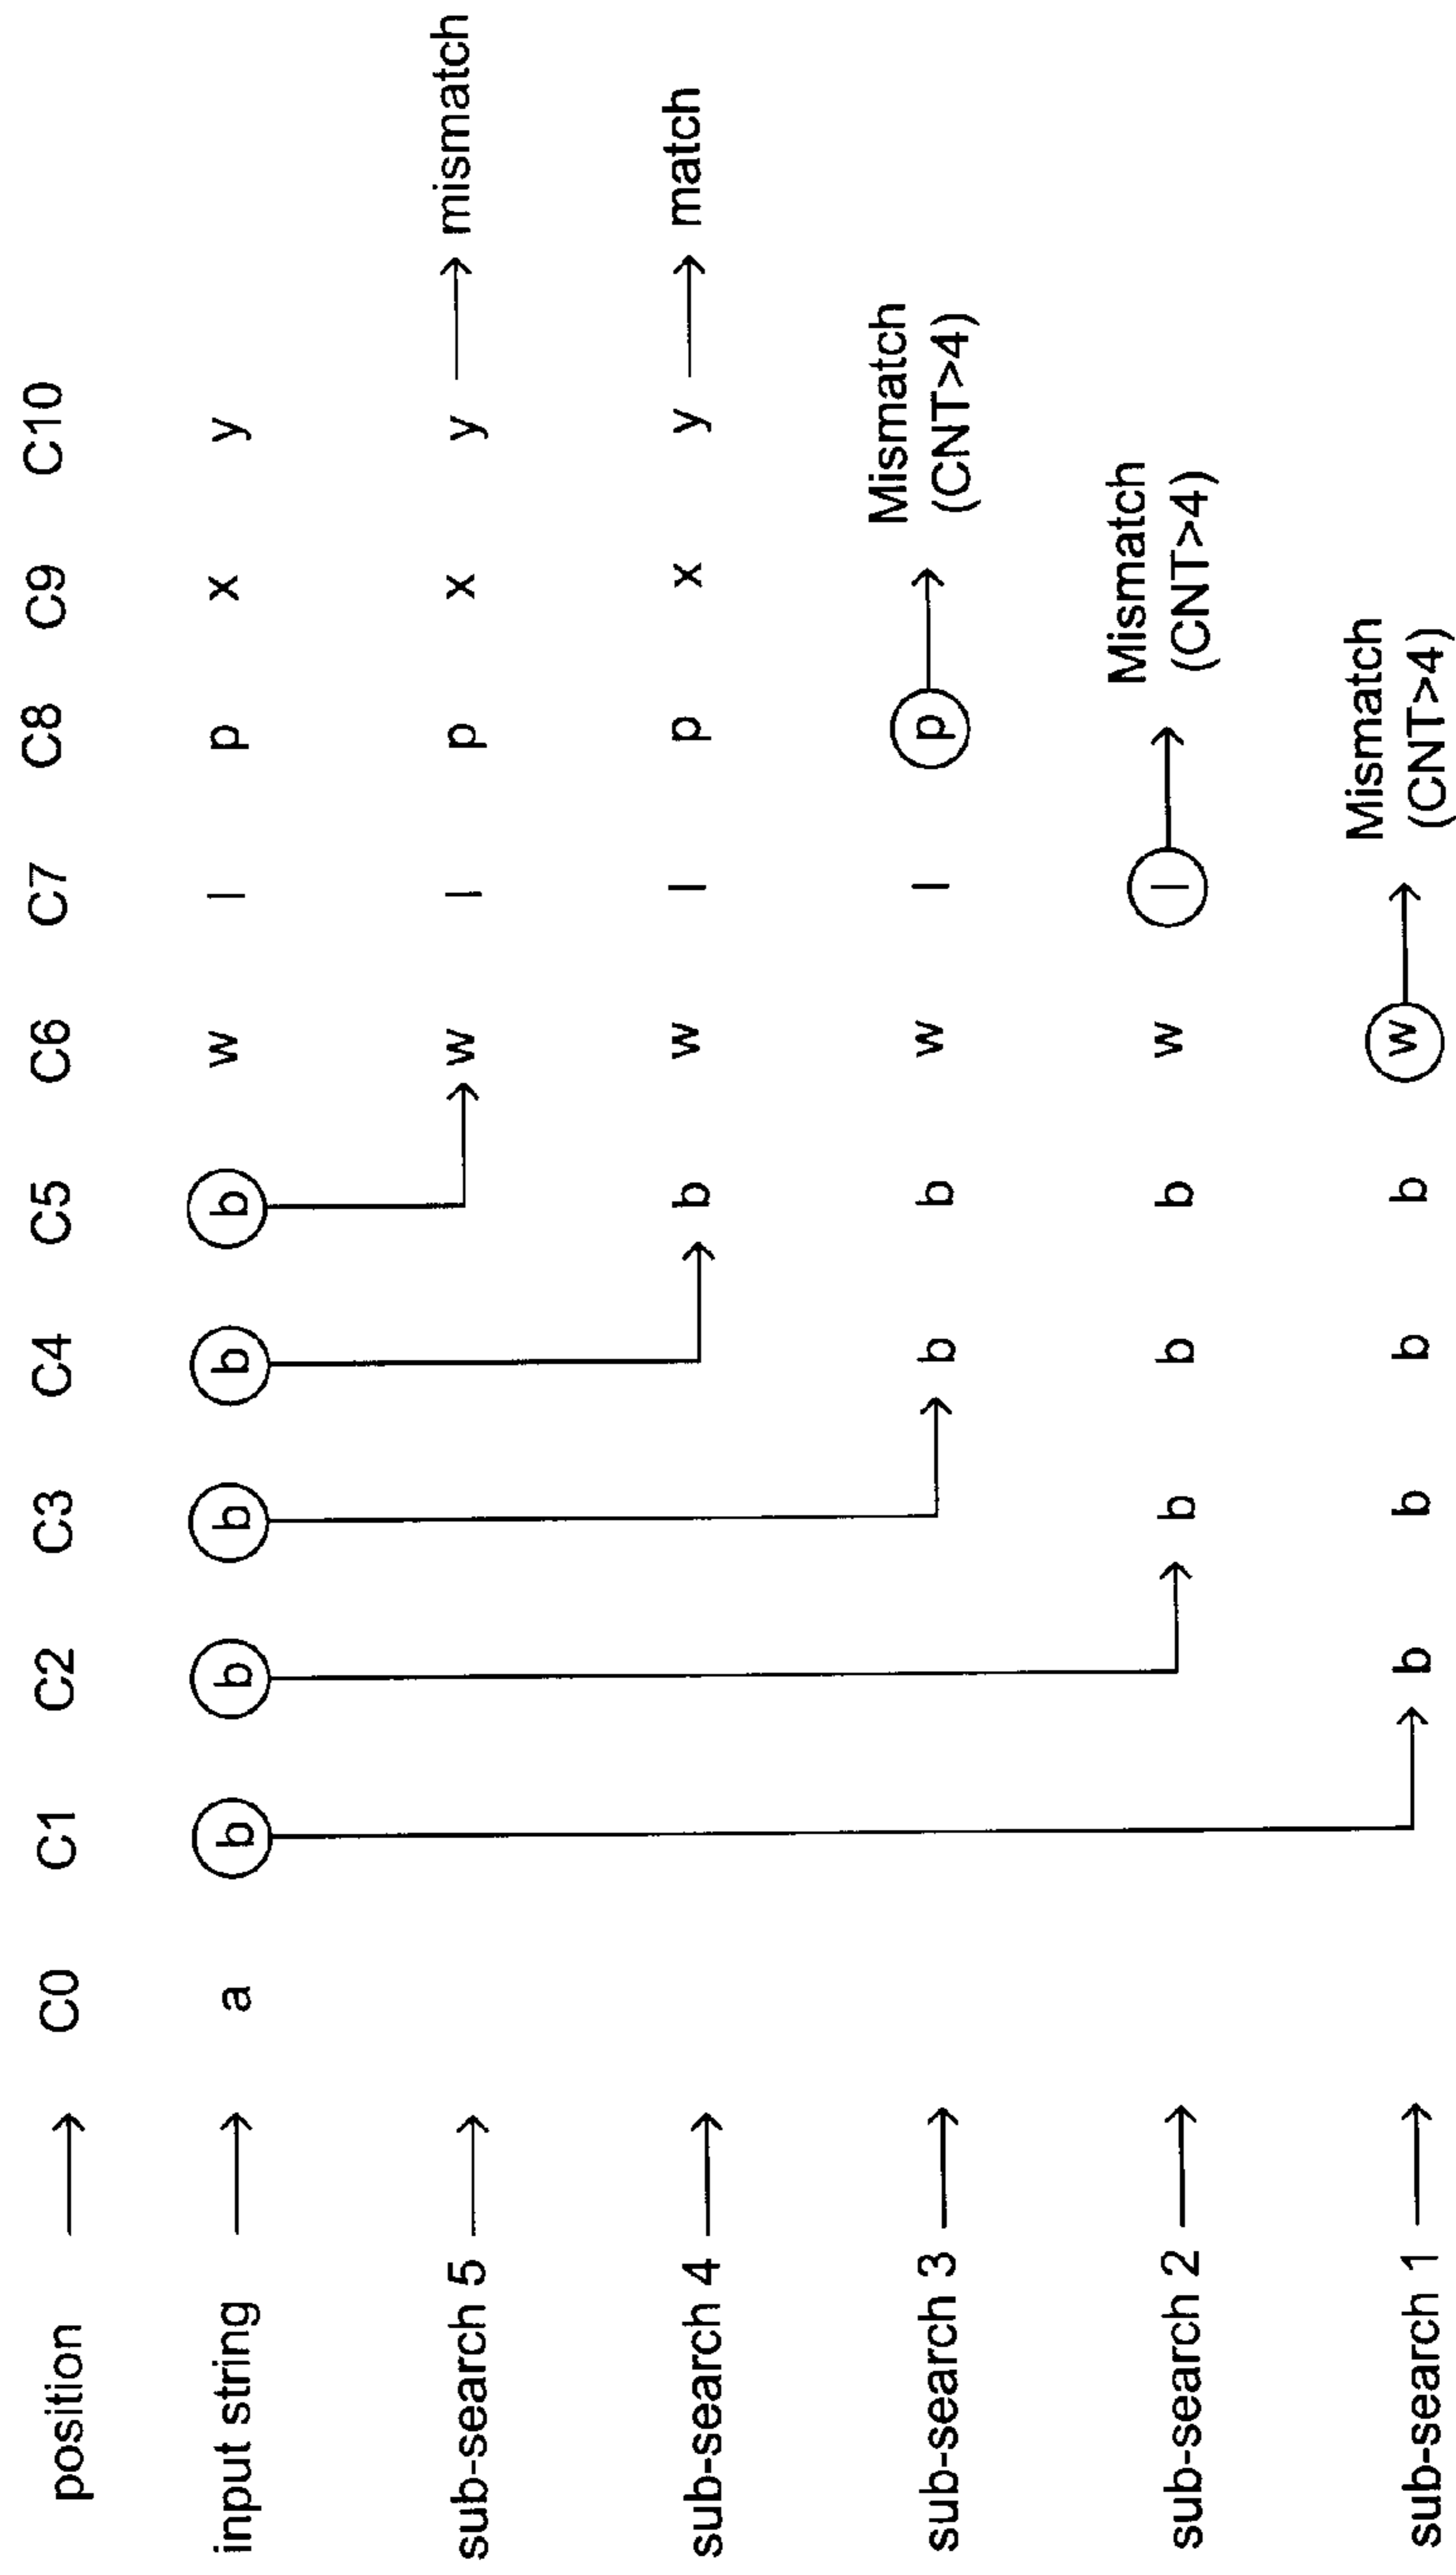 position C0 C1 C2 C3 C4 C5 C6 C7 C8 C9 C10
input string a b b b b b w l p x y
sub-search 5 w l p x y mismatch
sub-search 4 b w l p x y match
sub-search 3 b b w l p Mismatch
(CNT>4)
sub-search 2 b b b w l Mismatch
(CNT>4)
sub-search 1 b b b b w Mismatch
(CNT>4)